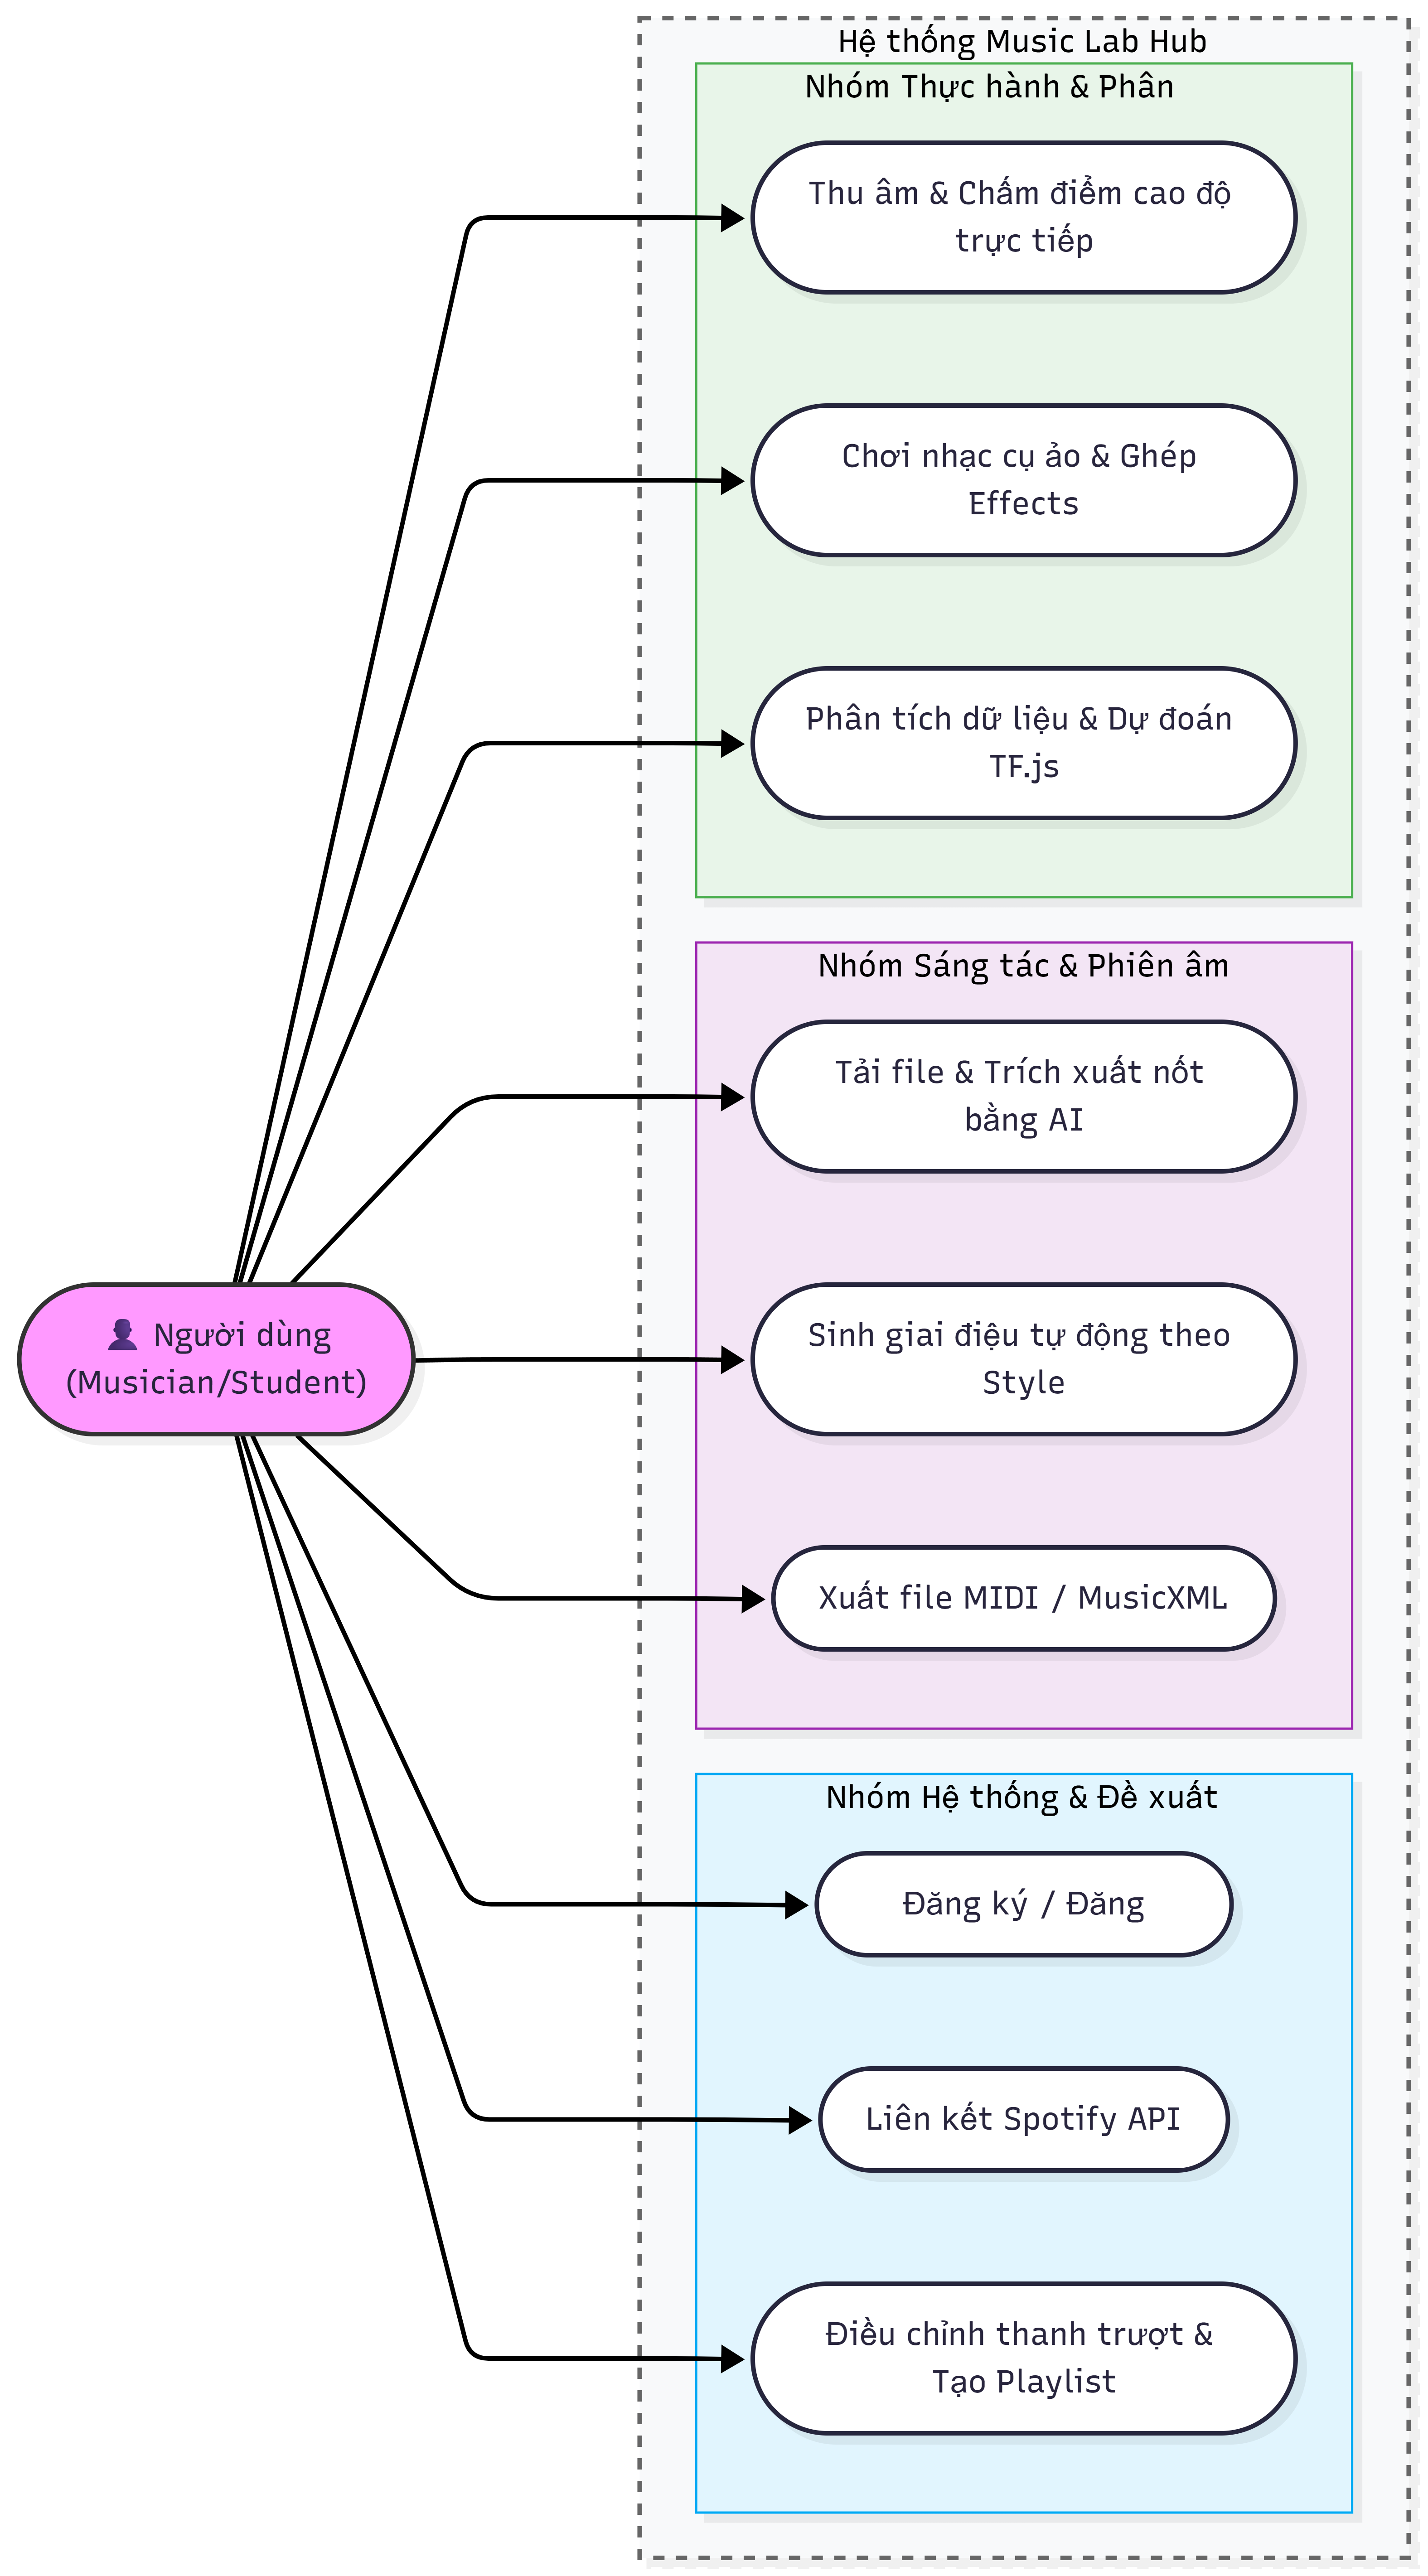 Hệ thống Music Lab Hub
Nhóm Thực hành & Phân
Thu âm & Chấm điểm cao độ
trực tiếp
Chơi nhạc cụ ảo & Ghép
Effects
Phân tích dữ liệu & Dự đoán
TF.js
Nhóm Sáng tác & Phiên âm
Tải file & Trích xuất nốt
bằng AI
👤 Người dùng
(Musician/Student)
Sinh giai điệu tự động theo
Style
Xuất file MIDI / MusicXML
Nhóm Hệ thống & Đề xuất
Đăng ký / Đăng
Liên kết Spotify API
Điều chỉnh thanh trượt &
Tạo Playlist